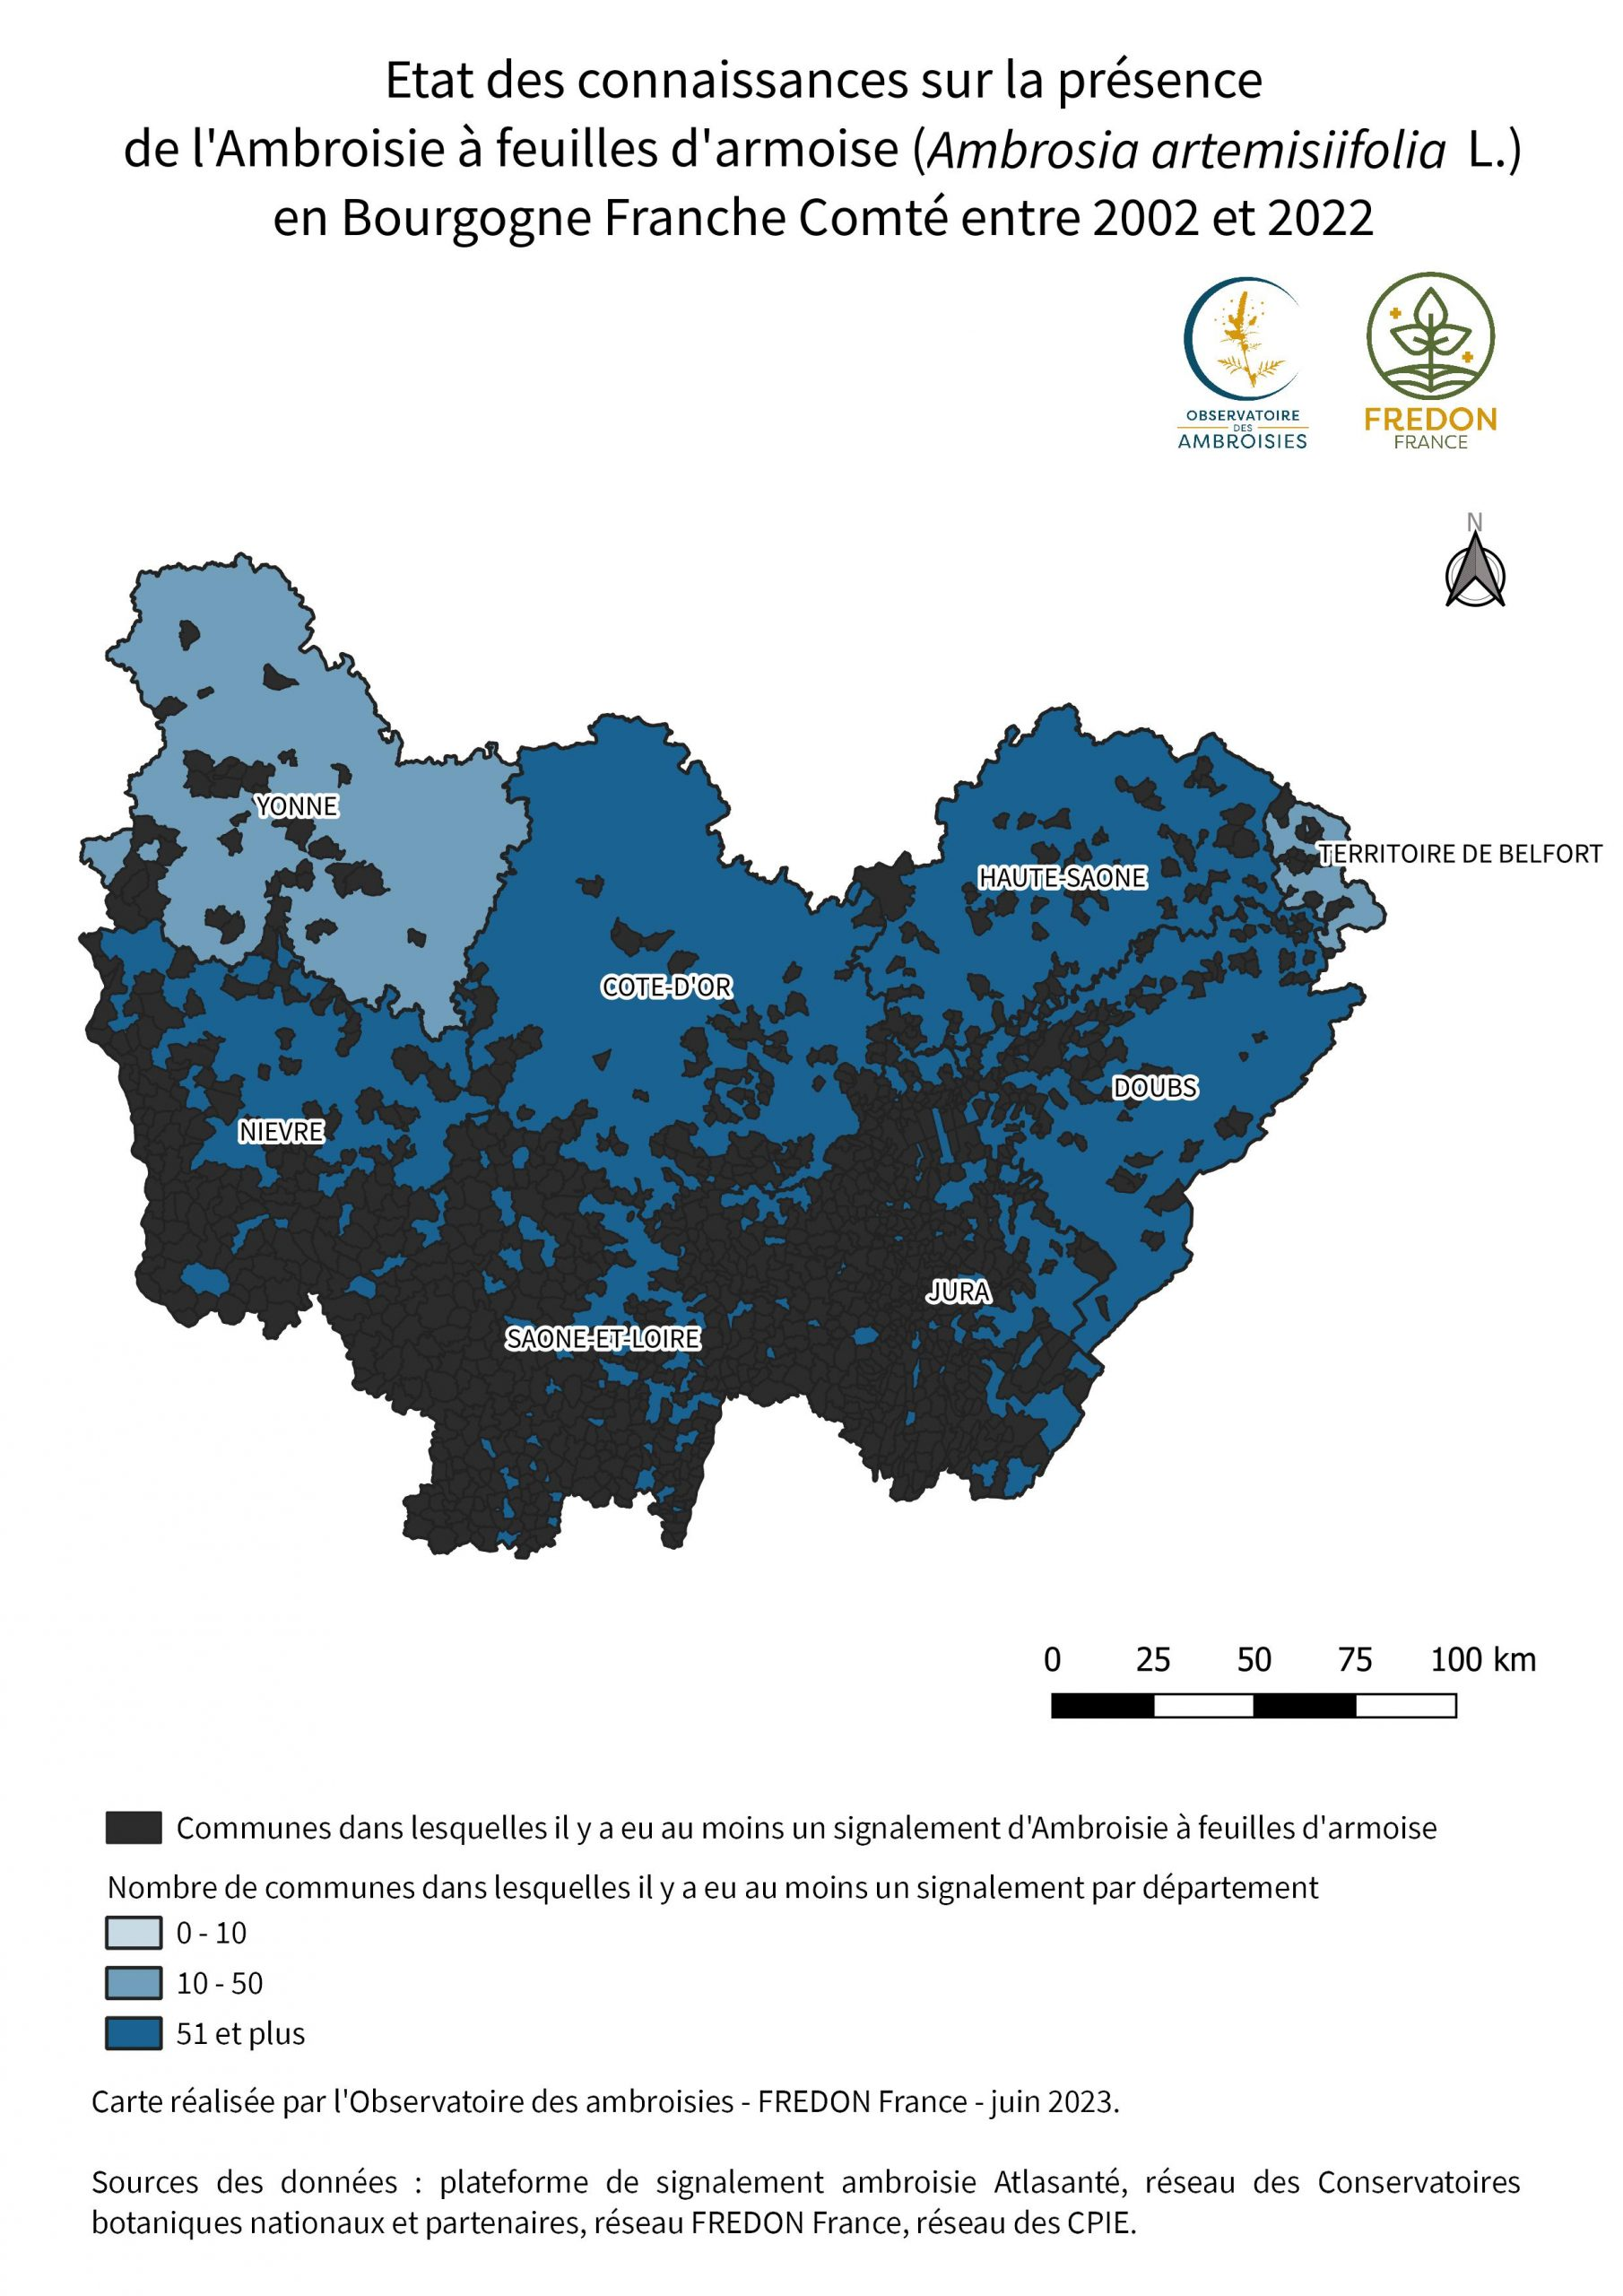 Etat des connaissances sur la présence
de l'Ambroisie à feuilles d'armoise (Ambrosia artemisiifolia L.)
en Bourgogne Franche Comté entre 2002 et 2022
OBSERVATOIRE
DES
AMBROISIES
FREDON
FRANCE
N
YONNE
TERRITOIRE DE BELFORT
HAUTE-SAONE
COTE-D'OR
DOUBS
NIEVRE
JURA
SAONE-ET-LOIRE
0 25 50 75 100 km
Communes dans lesquelles il y a eu au moins un signalement d'Ambroisie à feuilles d'armoise
Nombre de communes dans lesquelles il y a eu au moins un signalement par département
0 - 10
10 - 50
51 et plus
Carte réalisée par l'Observatoire des ambroisies - FREDON France - juin 2023.
Sources des données : plateforme de signalement ambroisie Atlasanté, réseau des Conservatoires
botaniques nationaux et partenaires, réseau FREDON France, réseau des CPIE.